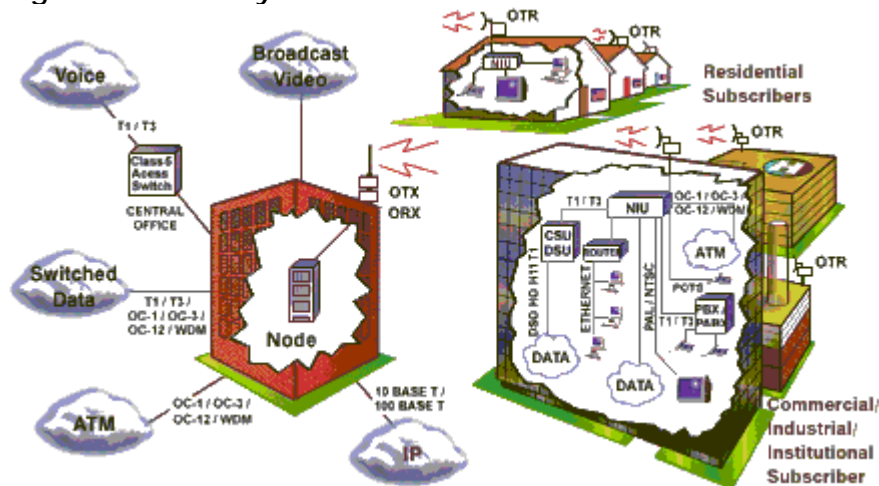 Voice
Broadcast
Video
T1 / T3
Class-5
Acess
Switch
CENTRAL
OFFICE
OTX
ORX
Switched
Data
T1 / T3 /
OC-1 / OC-3 /
OC-12 / WDM
Node
ATM
OC-1 / OC-3 /
OC-12 / WDM
10 BASE T /
100 BASE T
IP
OTR
OTR
NIU
Residential
Subscribers
OTR
OTR
T1 / T3
NIU
OC-1 / OC-3 /
OC-12 / WDM
CSU
DSU
ROUTER
ATM
DSO HD H11 T1
ETHERNET
PAL / NTSC
POTS
T1 / T3
PBX /
PABX
DATA
DATA
Commercial/
Industrial/
Institutional
Subscriber